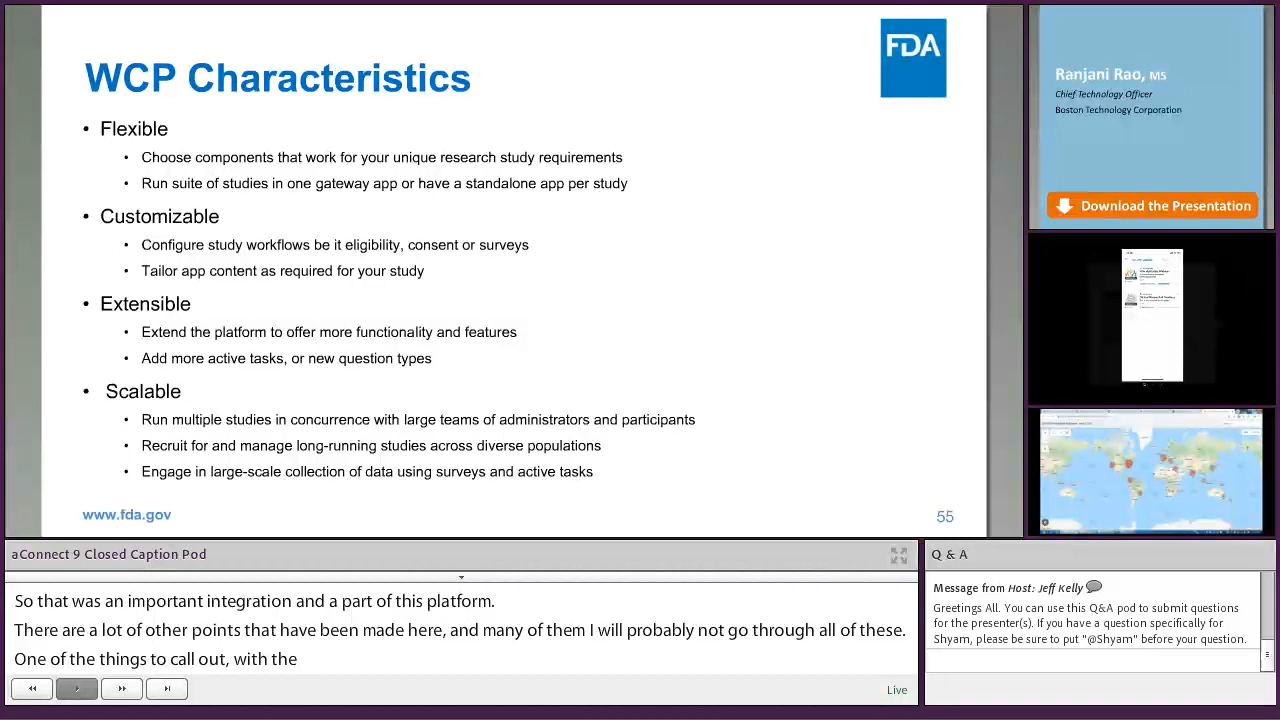 WCP Characteristics
FDA
• Flexible
• Choose components that work for your unique research study requirements
• Run suite of studies in one gateway app or have a standalone app per study
• Customizable
• Configure study workflows be it eligibility, consent or surveys
• Tailor app content as required for your study
• Extensible
• Extend the platform to offer more functionality and features
• Add more active tasks, or new question types
• Scalable
• Run multiple studies in concurrence with large teams of administrators and participants
• Recruit for and manage long-running studies across diverse populations
• Engage in large-scale collection of data using surveys and active tasks
www.fda.gov
55
Ranjani Rao, MS
Chief Technology Officer
Boston Technology Corporation
Download the Presentation
aConnect 9 Closed Caption Pod
So that was an important integration and a part of this platform.
There are a lot of other points that have been made here, and many of them I will probably not go through all of these.
One of the things to call out, with the
Live
Q & A
Message from Host: Jeff Kelly
Greetings All. You can use this Q&A pod to submit questions
for the presenter(s). If you have a question specifically for
Shyam, please be sure to put "@Shyam" before your question.